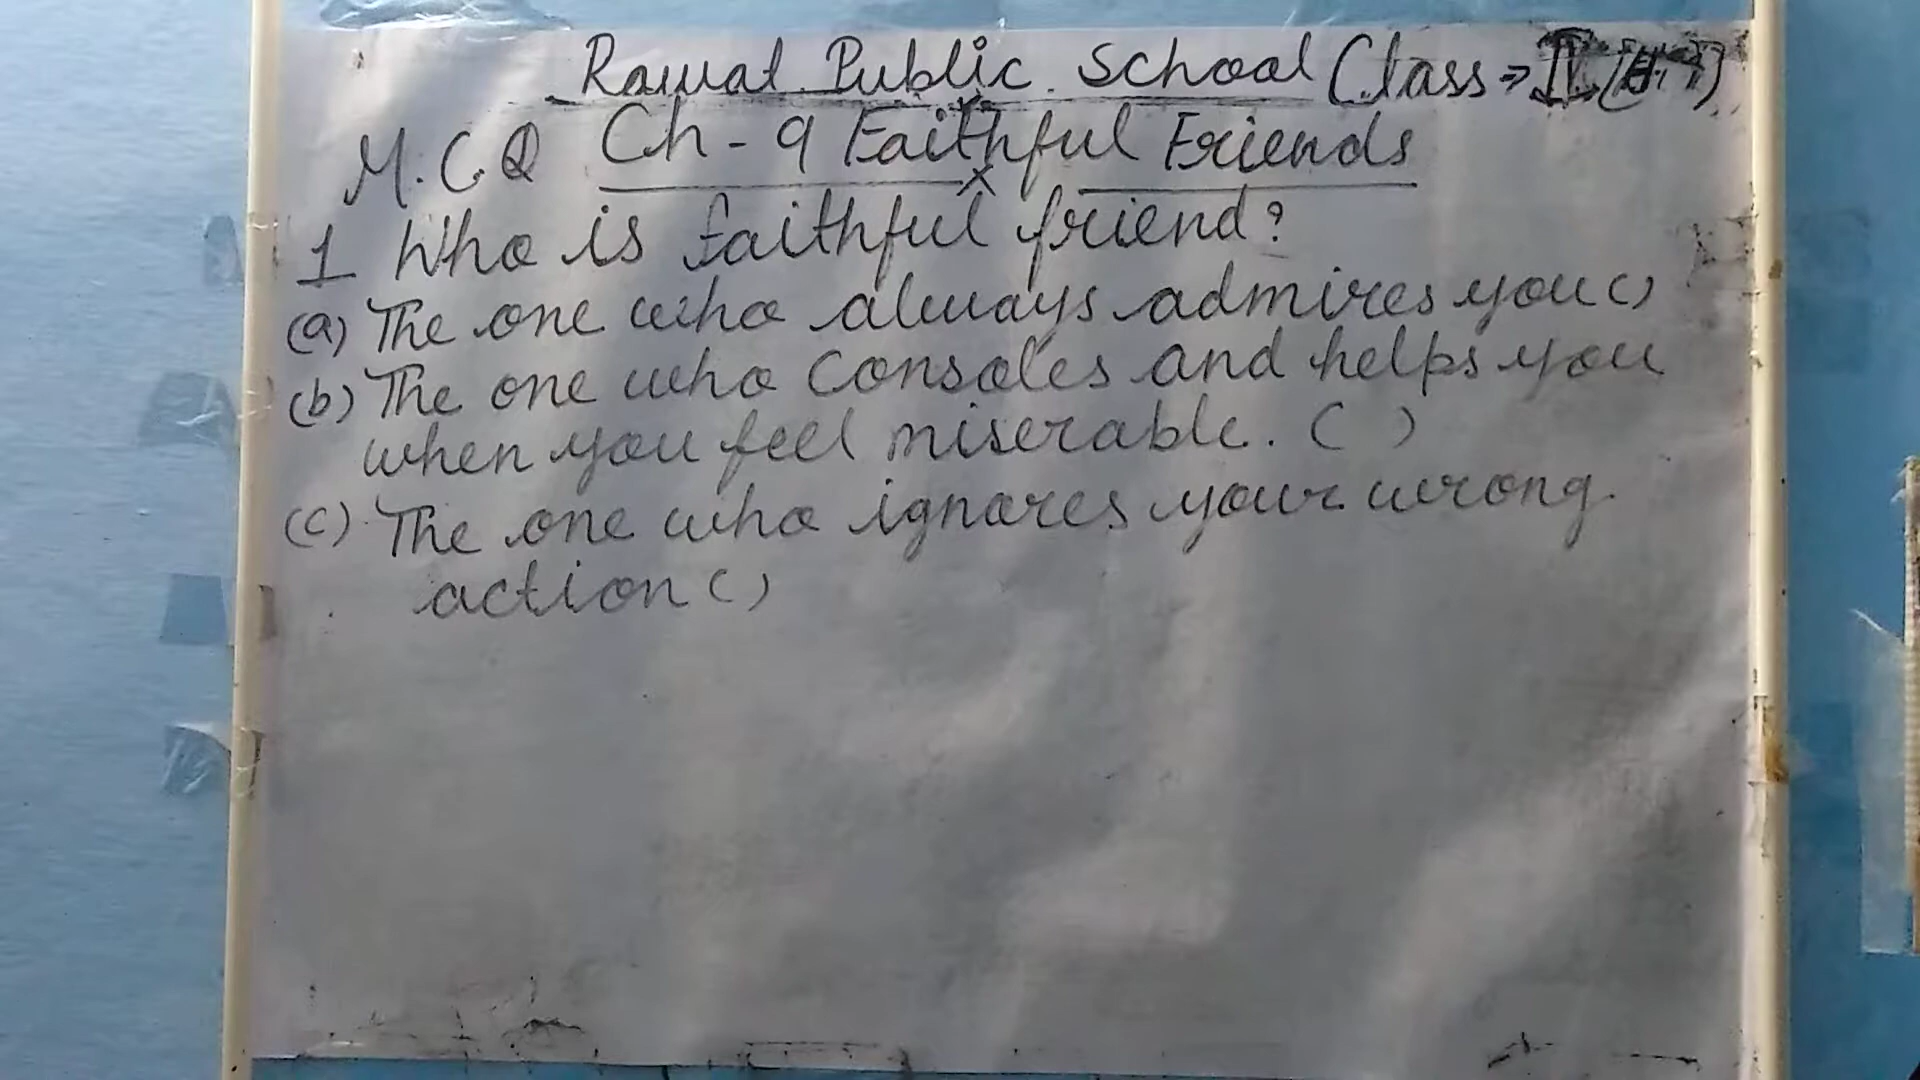 Rawat Public School Class → IV
M.C.Q Ch - 9 Faithful Friends
1 Who is faithful friend?
(a) The one who always admires you ( )
(b) The one who consoles and helps you
when you feel miserable. ( )
(c) The one who ignores your wrong
action ( )